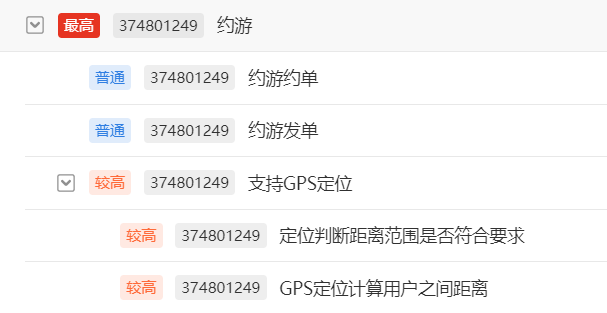 最高 374801249 约游
普通 374801249 约游约单
普通 374801249 约游发单
较高 374801249 支持GPS定位
较高 374801249 定位判断距离范围是否符合要求
较高 374801249 GPS定位计算用户之间距离